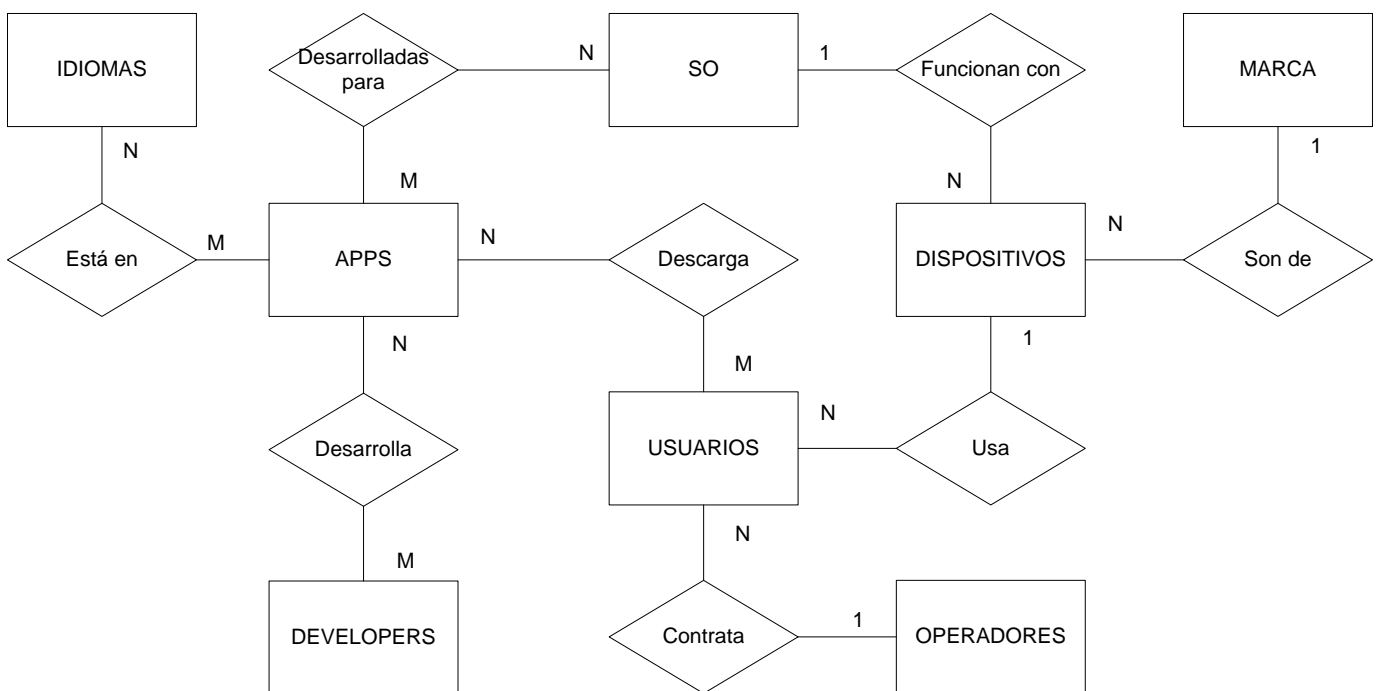 IDIOMAS
Desarrolladas
para
N
SO
1
Funcionan con
MARCA
N
M
N
1
Está en
M
APPS
N
Descarga
DISPOSITIVOS
N
Son de
N
M
1
Desarrolla
USUARIOS
N
Usa
M
N
DEVELOPERS
Contrata
1
OPERADORES